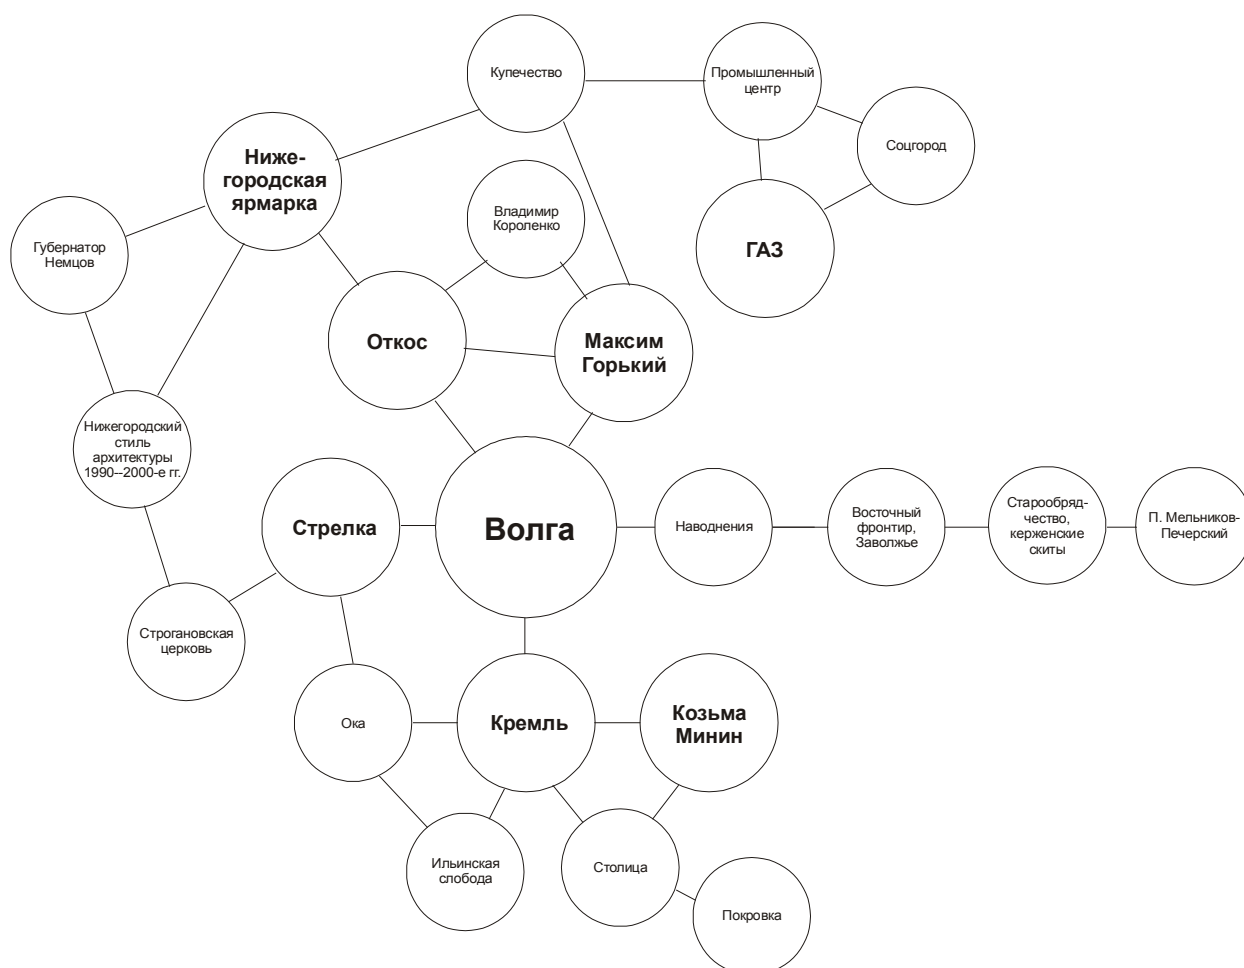 Купечество
Промышленный
центр
Соцгород
Ниже-
городская
ярмарка
Владимир
Короленко
Губернатор
Немцов
ГАЗ
Откос
Максим
Горький
Нижегородский
стиль
архитектуры
1990--2000-е гг.
Стрелка
Волга
Наводнения
Восточный
фронтир,
Заволжье
Старообряд-
чество,
керженские
скиты
П. Мельников-
Печерский
Строгановская
церковь
Ока
Кремль
Козьма
Минин
Ильинская
слобода
Столица
Покровка